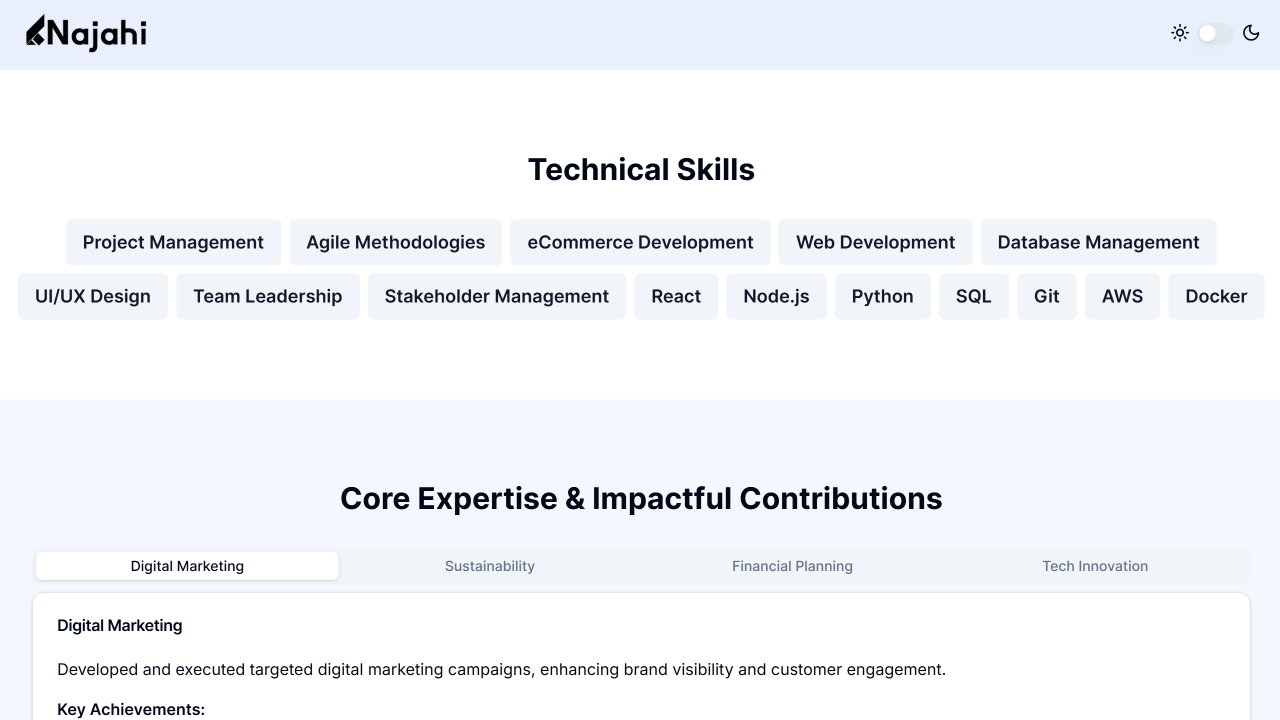 Najahi
Technical Skills
Project Management Agile Methodologies eCommerce Development Web Development Database Management
UI/UX Design Team Leadership Stakeholder Management React Node.js Python SQL Git AWS Docker
Core Expertise & Impactful Contributions
Digital Marketing Sustainability Financial Planning Tech Innovation
Digital Marketing
Developed and executed targeted digital marketing campaigns, enhancing brand visibility and customer engagement.
Key Achievements: